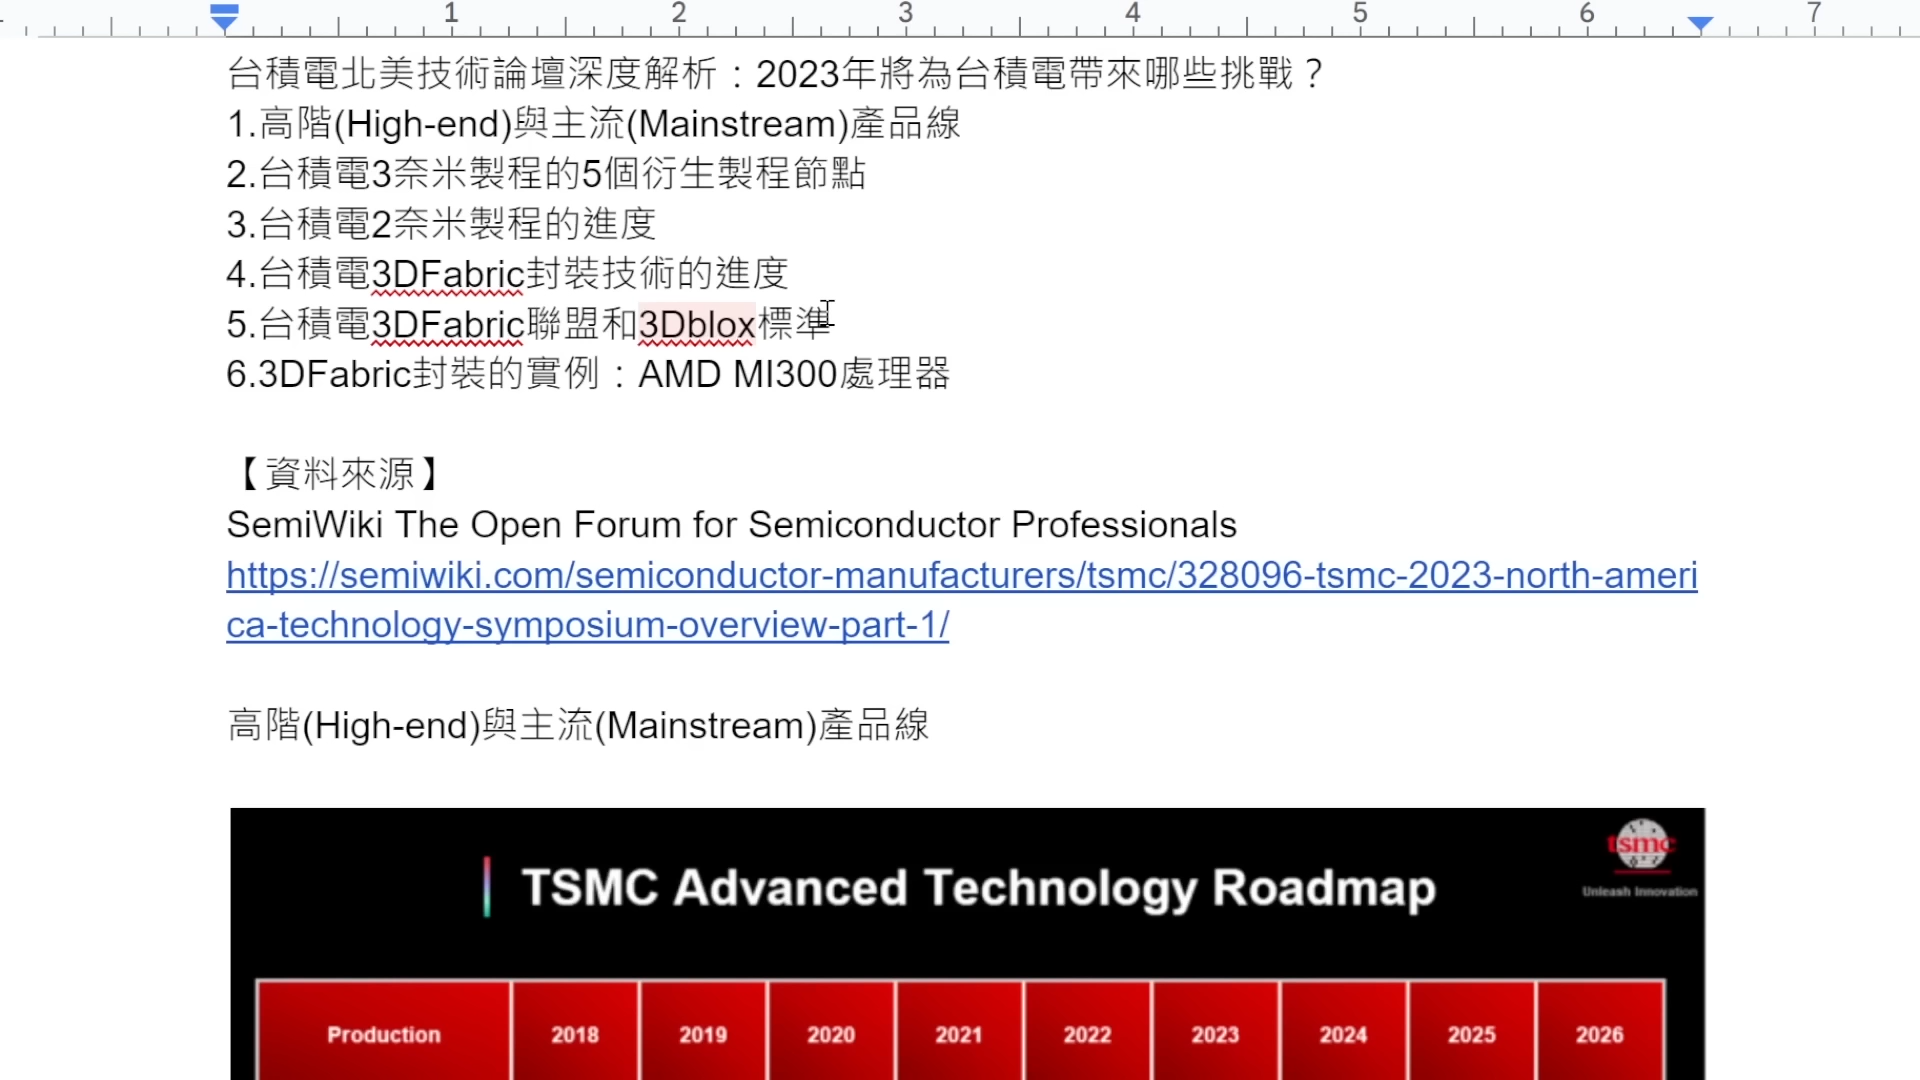 1 2 3 4 5 6 7
台積電北美技術論壇深度解析：2023年將為台積電帶來哪些挑戰？
1.高階(High-end)與主流(Mainstream)產品線
2.台積電3奈米製程的5個衍生製程節點
3.台積電2奈米製程的進度
4.台積電3DFabric封裝技術的進度
5.台積電3DFabric聯盟和3Dblox標準
6.3DFabric封裝的實例：AMD MI300處理器
【資料來源】
SemiWiki The Open Forum for Semiconductor Professionals
https://semiwiki.com/semiconductor-manufacturers/tsmc/328096-tsmc-2023-north-ameri
ca-technology-symposium-overview-part-1/
高階(High-end)與主流(Mainstream)產品線
tsmc
Unleash Innovation
TSMC Advanced Technology Roadmap
Production 2018 2019 2020 2021 2022 2023 2024 2025 2026